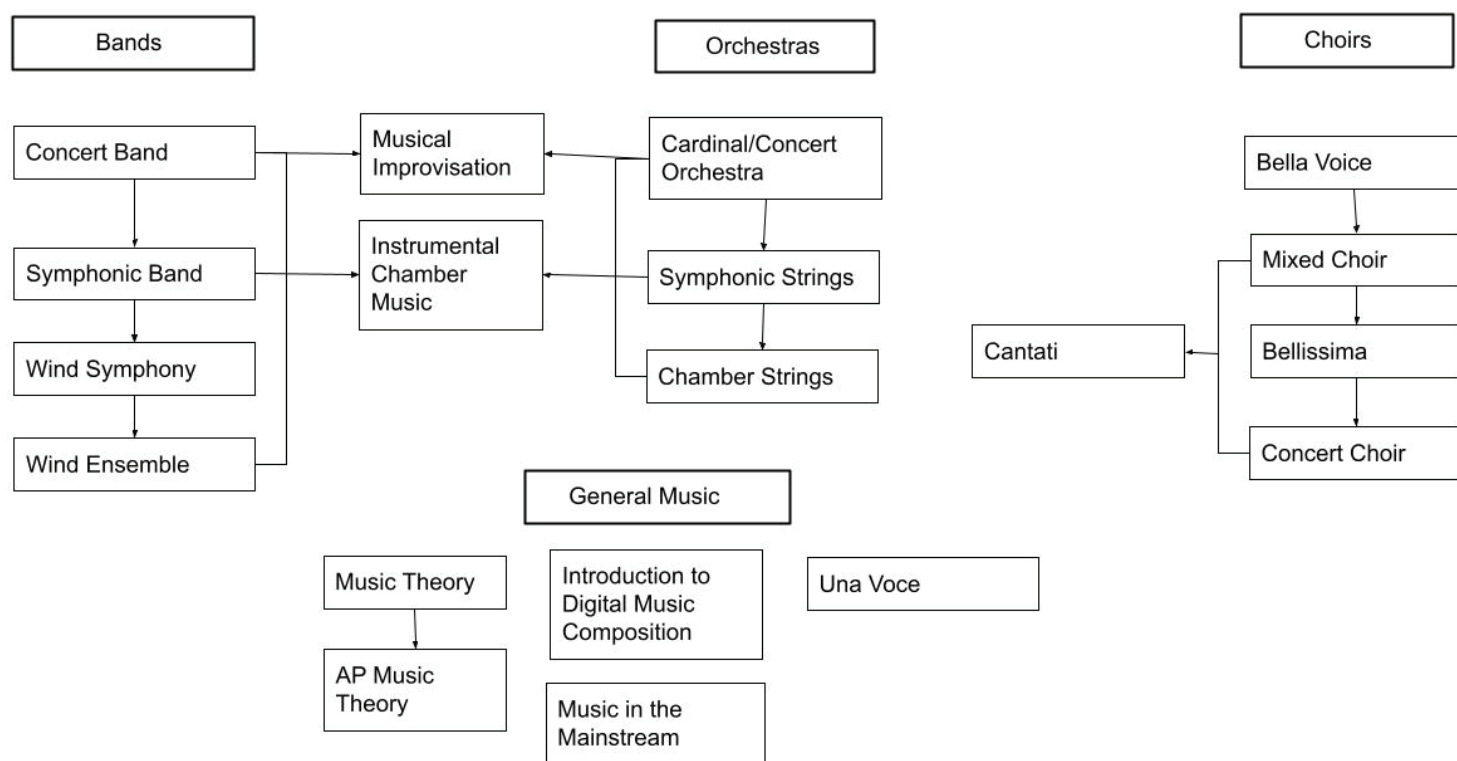 Bands
Orchestras
Choirs
Concert Band
Musical
Improvisation
Cardinal/Concert
Orchestra
Bella Voice
Symphonic Band
Instrumental
Chamber
Music
Symphonic Strings
Mixed Choir
Wind Symphony
Chamber Strings
Cantati
Bellissima
Wind Ensemble
Concert Choir
General Music
Music Theory
Introduction to
Digital Music
Composition
Una Voce
AP Music
Theory
Music in the
Mainstream